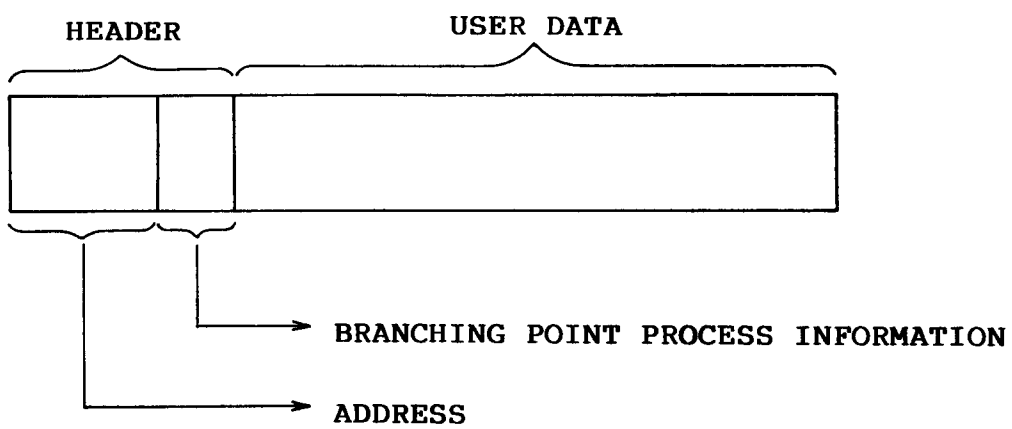 HEADER
USER DATA
BRANCHING POINT PROCESS INFORMATION
ADDRESS